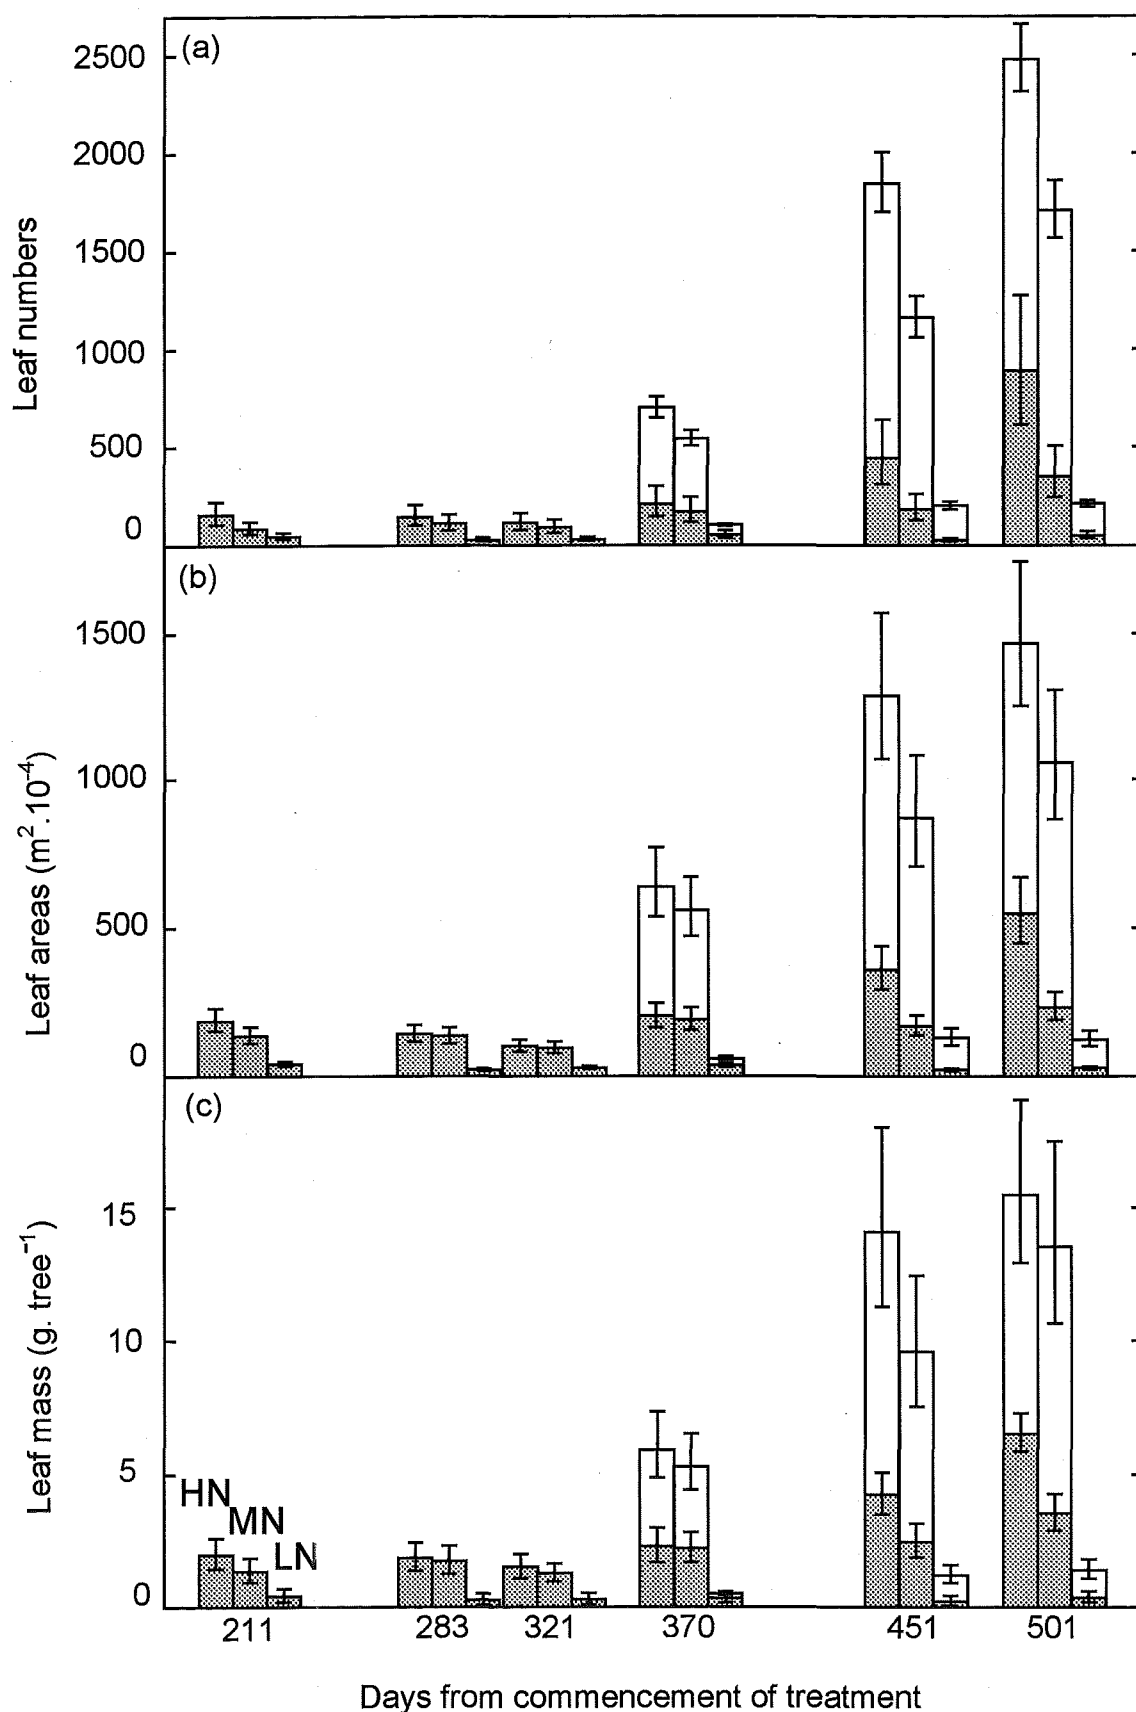 (a)
2500
2000
1500
1000
500
0
Leaf numbers
(b)
1500
1000
500
0
Leaf areas (m².10⁻⁴)
(c)
15
10
5
0
Leaf mass (g. tree⁻¹)
HN
MN
LN
211 283 321 370 451 501
Days from commencement of treatment